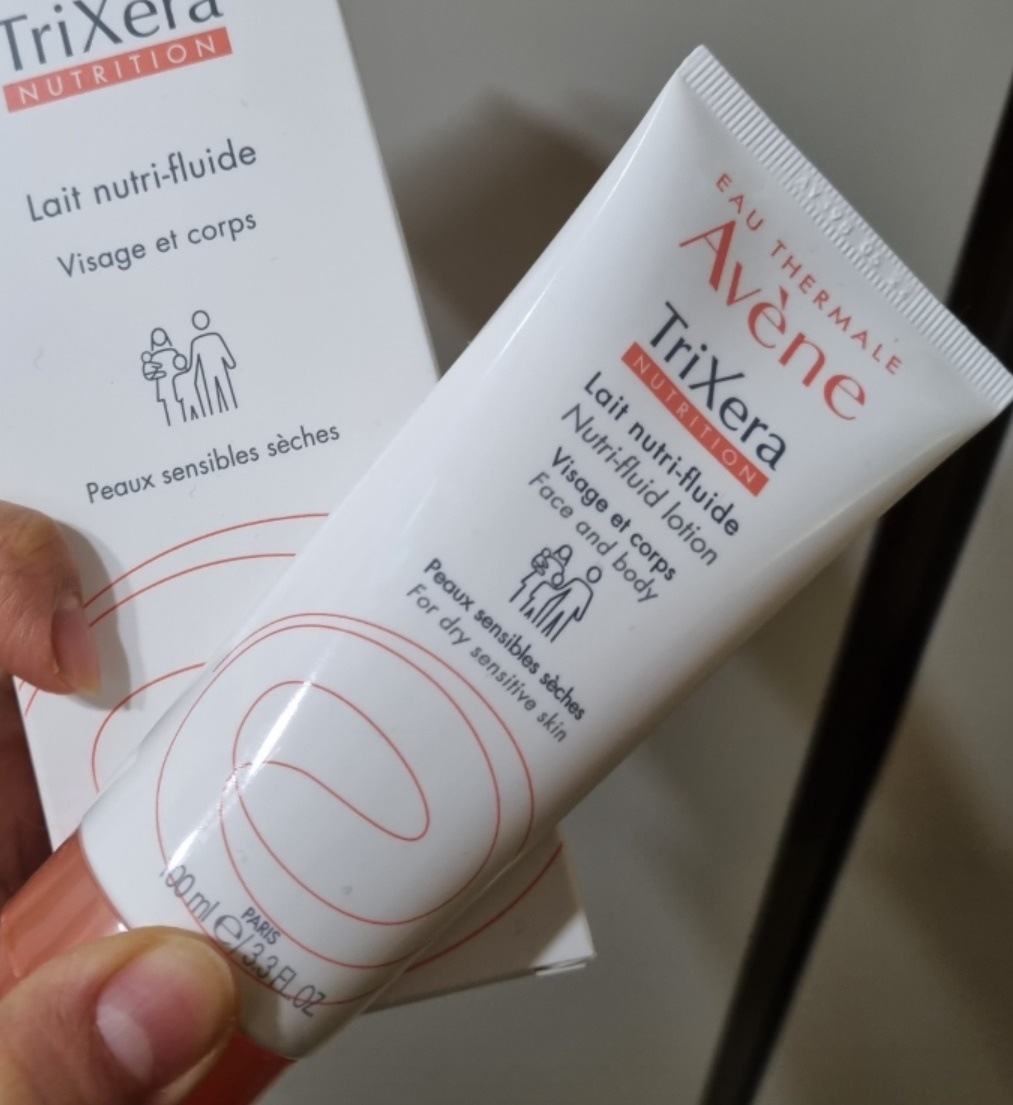 TriXera
NUTRITION
Lait nutri-fluide
Visage et corps
Peaux sensibles sèches
EAU THERMALE
Avène
TriXera
NUTRITION
Lait nutri-fluide
Nutri-fluid lotion
Visage et corps
Face and body
Peaux sensibles sèches
For dry sensitive skin
PARIS
100 ml e/3.3 FL.OZ